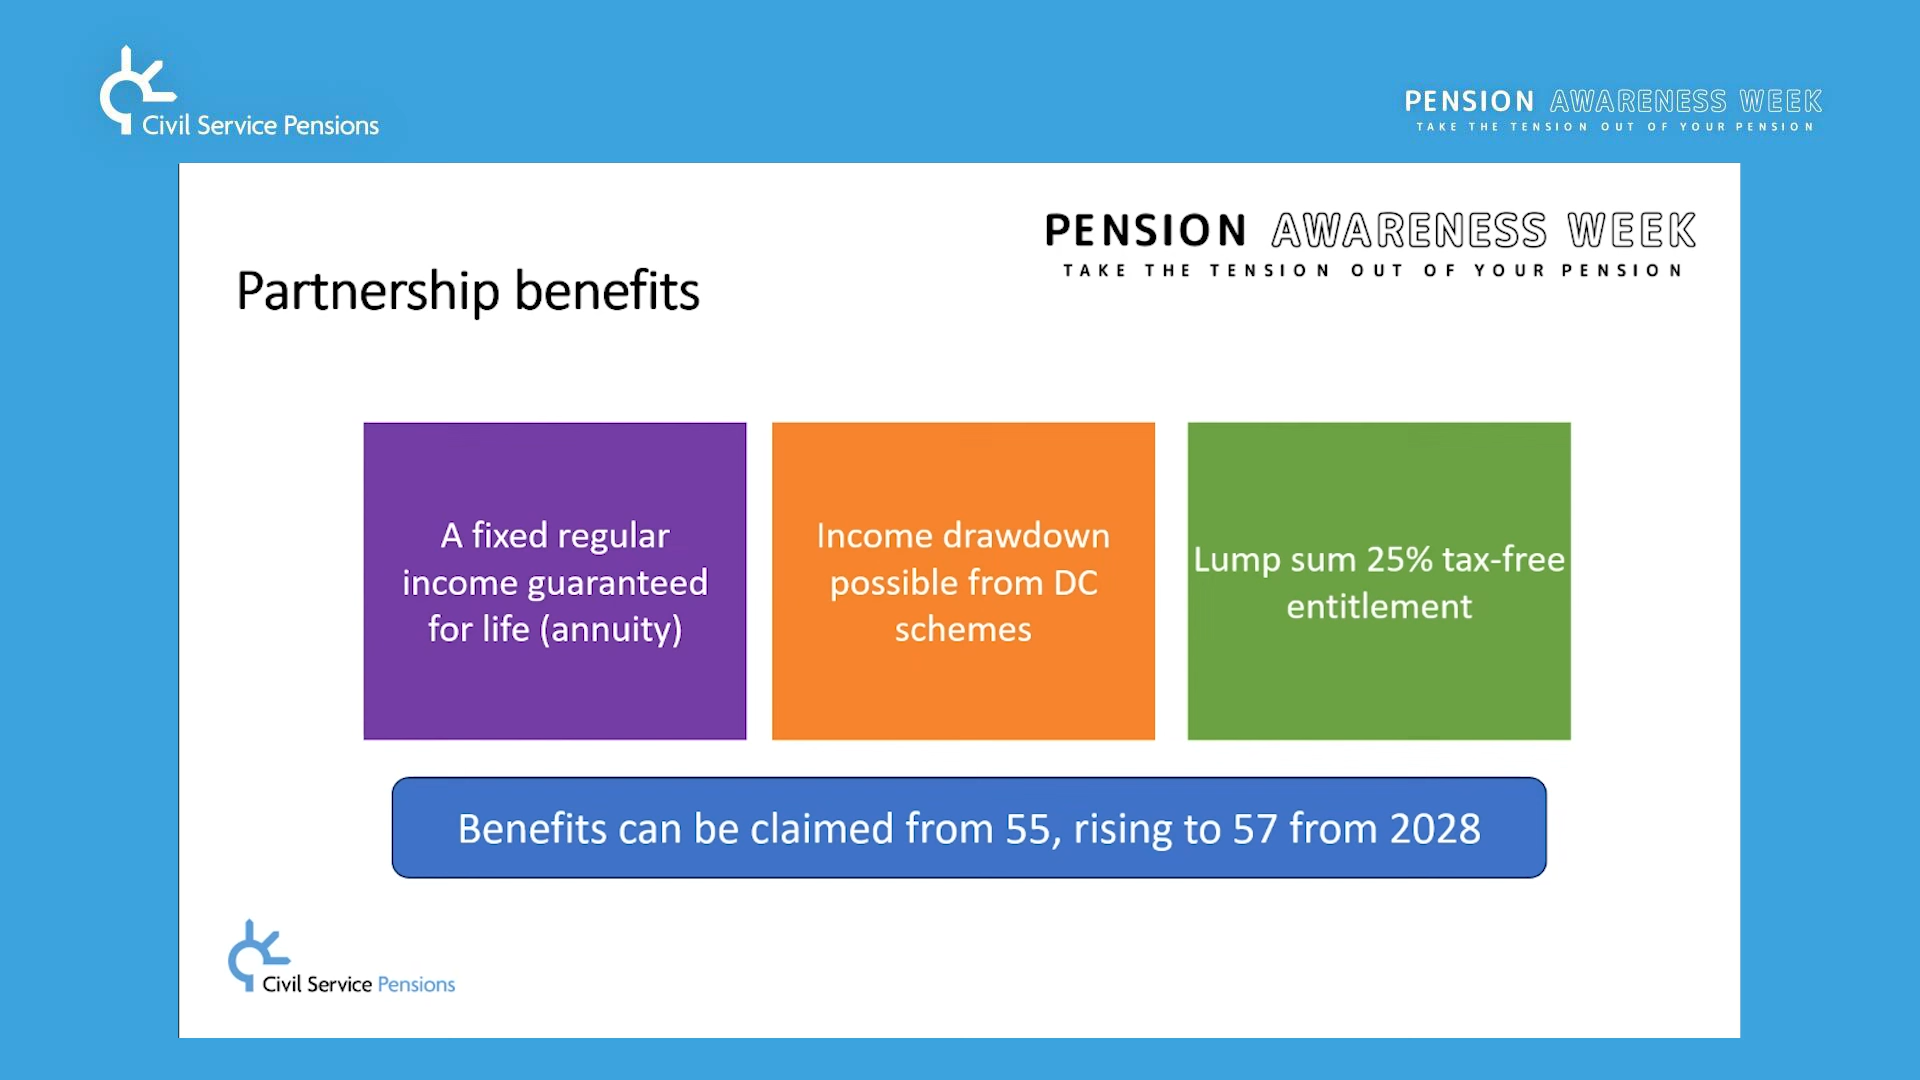 Civil Service Pensions
PENSION AWARENESS WEEK
TAKE THE TENSION OUT OF YOUR PENSION
PENSION AWARENESS WEEK
TAKE THE TENSION OUT OF YOUR PENSION
Partnership benefits
A fixed regular
income guaranteed
for life (annuity)
Income drawdown
possible from DC
schemes
Lump sum 25% tax-free
entitlement
Benefits can be claimed from 55, rising to 57 from 2028
Civil Service Pensions